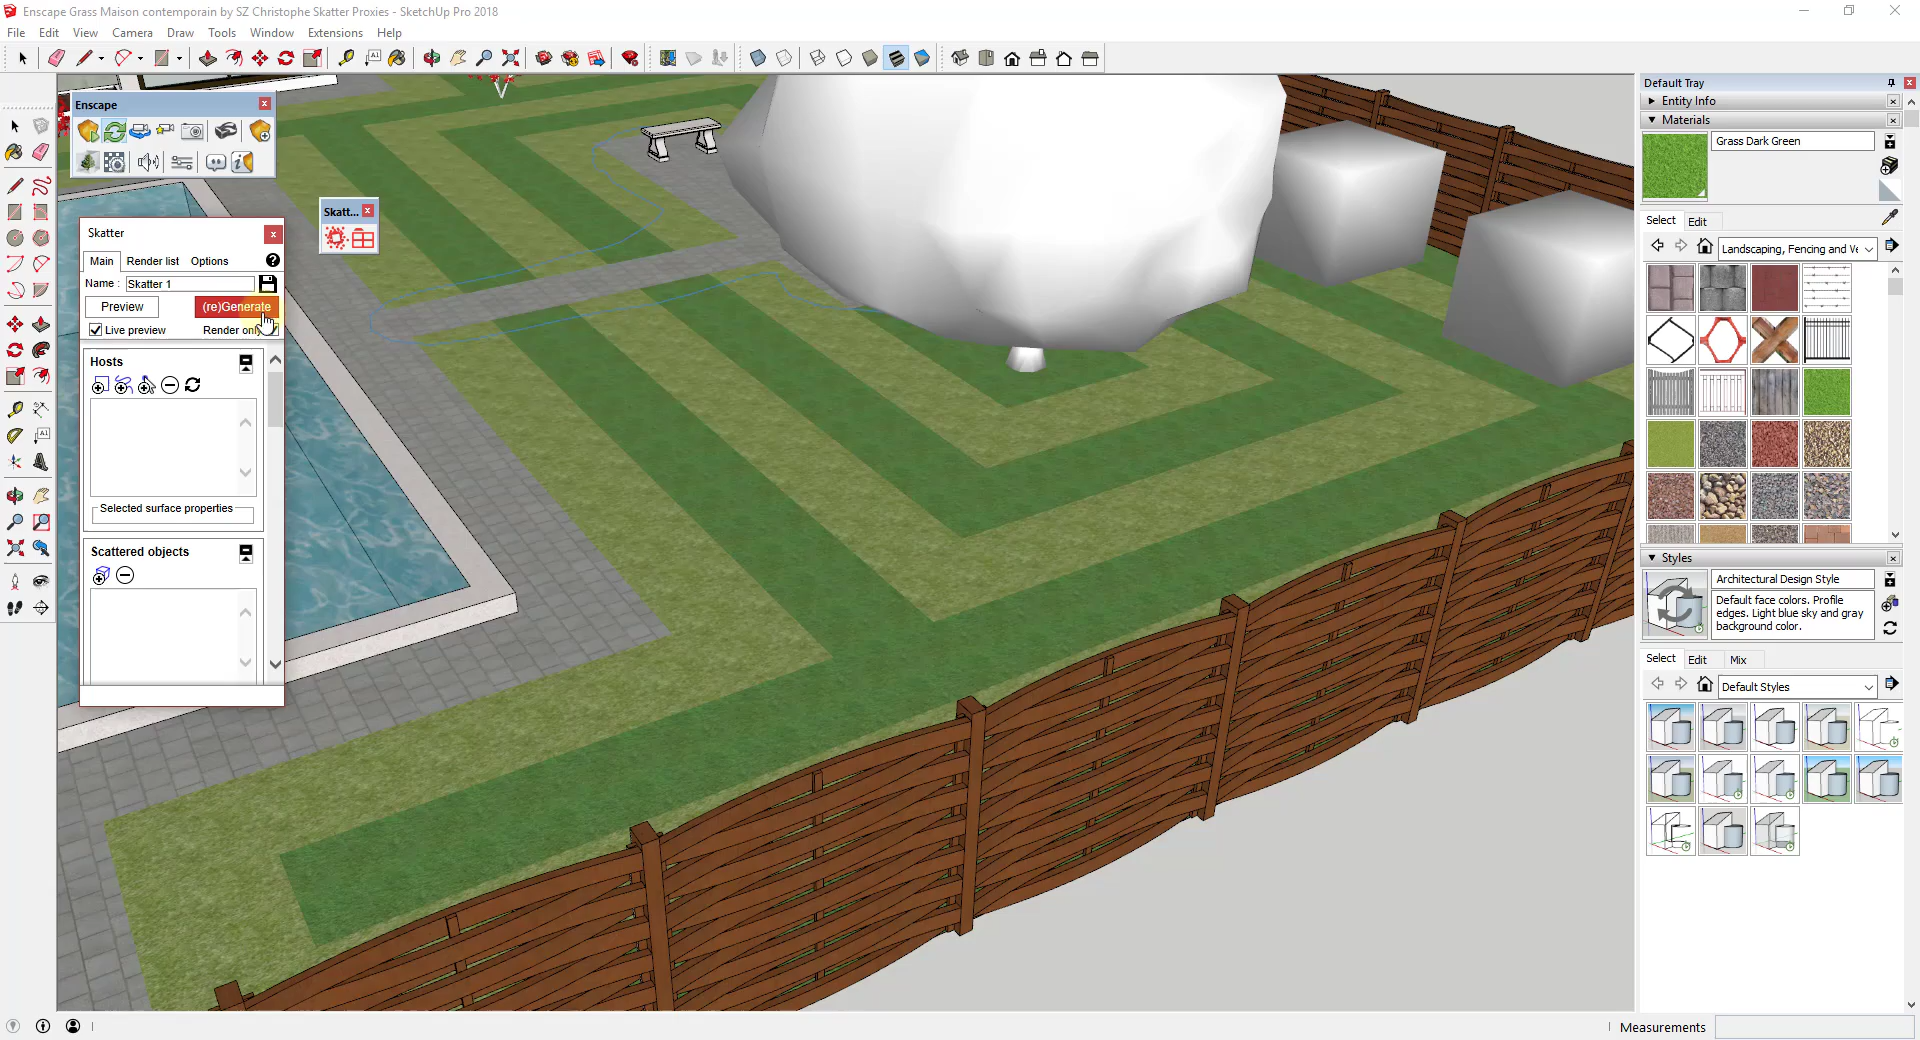 Enscape Grass Maison contemporain by SZ Christophe Skatter Proxies - SketchUp Pro 2018
File Edit View Camera Draw Tools Window Extensions Help
Default Tray
Entity Info
Materials
Grass Dark Green
Select Edit
Landscaping, Fencing and Ve
Enscape
Skatt...
Skatter
Main Render list Options
Name : Skatter 1
Preview (re)Generate
Live preview Render only
Hosts
Selected surface properties
Scattered objects
Styles
Architectural Design Style
Default face colors. Profile
edges. Light blue sky and gray
background color.
Select Edit Mix
Default Styles
Measurements